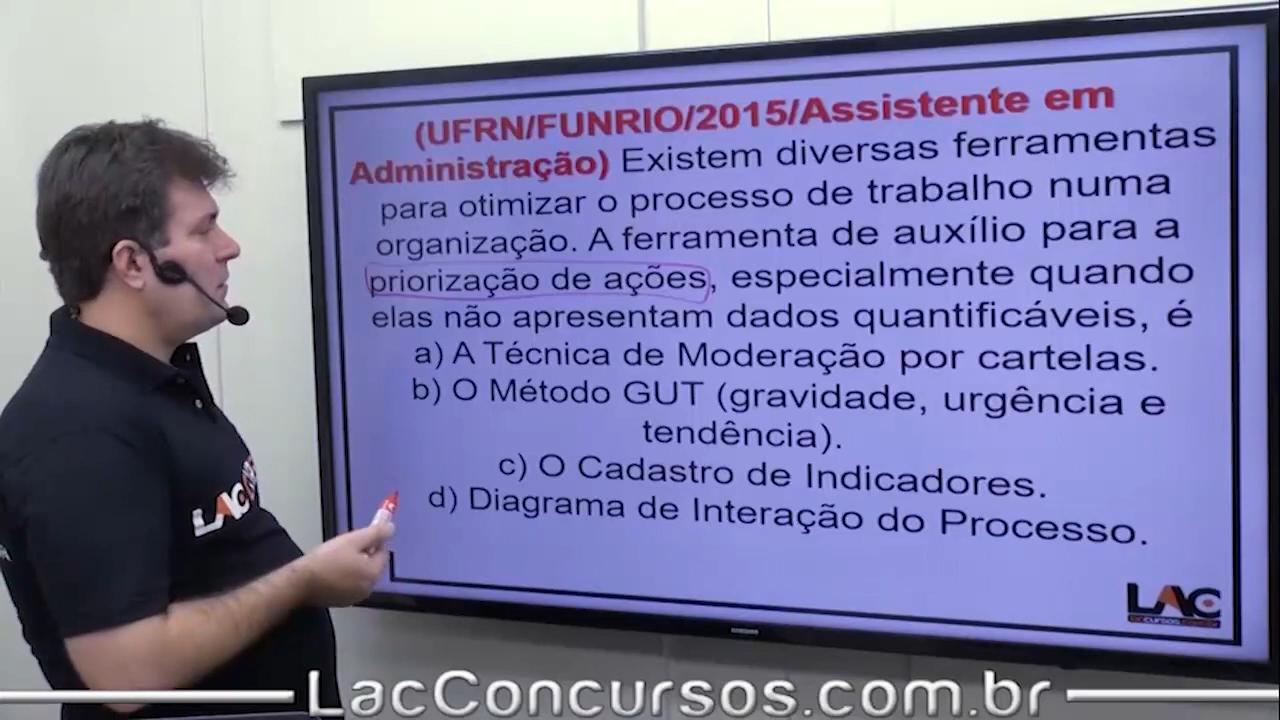 (UFRN/FUNRIO/2015/Assistente em
Administração) Existem diversas ferramentas
para otimizar o processo de trabalho numa
organização. A ferramenta de auxílio para a
priorização de ações, especialmente quando
elas não apresentam dados quantificáveis, é
a) A Técnica de Moderação por cartelas.
b) O Método GUT (gravidade, urgência e
tendência).
c) O Cadastro de Indicadores.
d) Diagrama de Interação do Processo.
LAC
LAC
SAMSUNG
LacConcursos.com.br